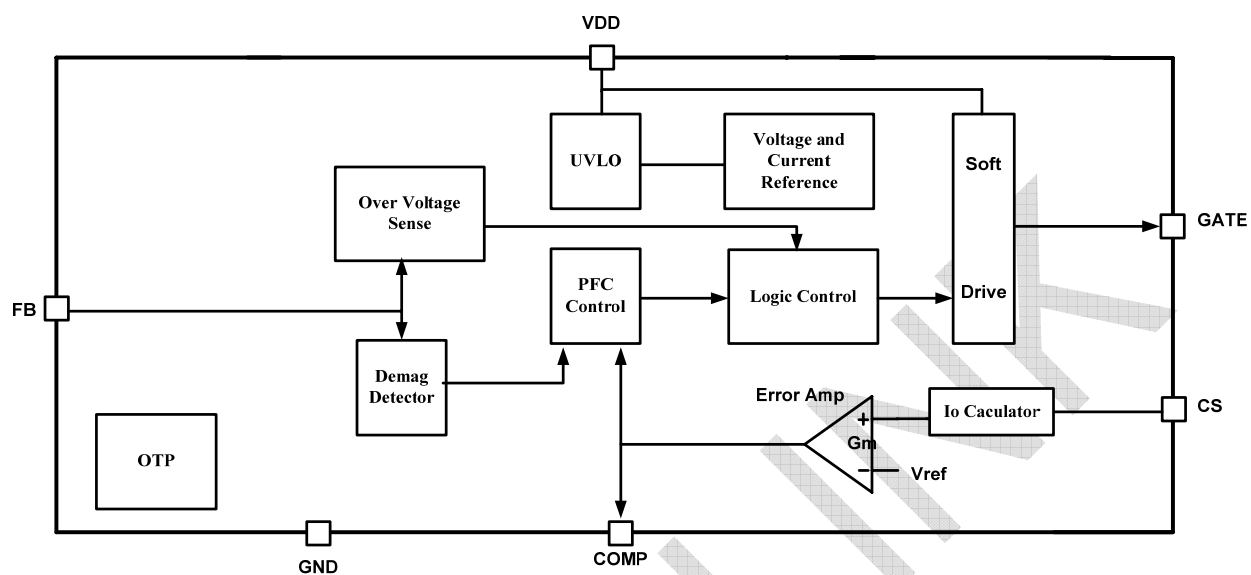 VDD
UVLO
Voltage and
Current
Reference
Soft
Drive
GATE
Over Voltage
Sense
PFC
Control
Logic Control
FB
Demag
Detector
Error Amp
+
Gm
−
Vref
Io Caculator
CS
OTP
GND
COMP